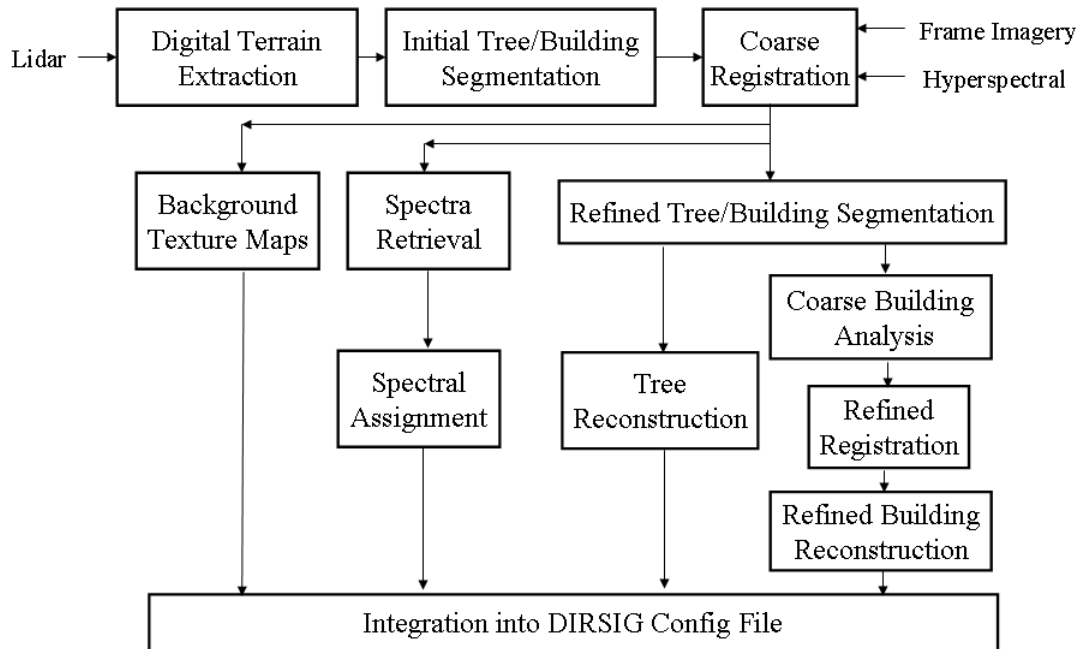 Lidar
Digital Terrain
Extraction
Initial Tree/Building
Segmentation
Coarse
Registration
Frame Imagery
Hyperspectral
Background
Texture Maps
Spectra
Retrieval
Refined Tree/Building Segmentation
Coarse Building
Analysis
Spectral
Assignment
Tree
Reconstruction
Refined
Registration
Refined Building
Reconstruction
Integration into DIRSIG Config File